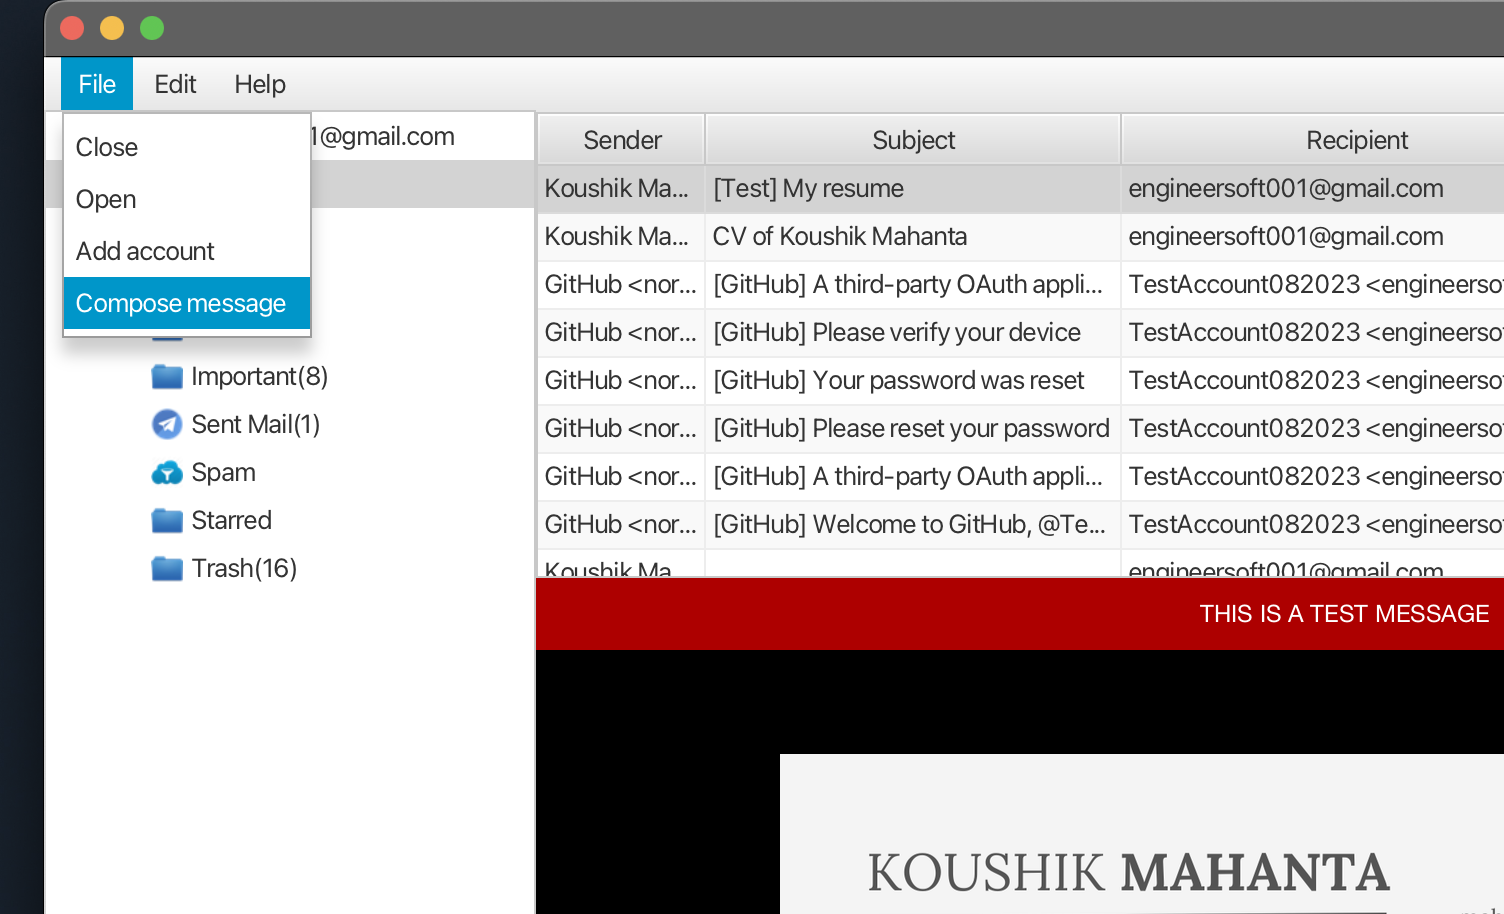 File Edit Help
Close
Open
Add account
Compose message
1@gmail.com
Important(8)
Sent Mail(1)
Spam
Starred
Trash(16)
Sender Subject Recipient
Koushik Ma... [Test] My resume engineersoft001@gmail.com
Koushik Ma... CV of Koushik Mahanta engineersoft001@gmail.com
GitHub <nor... [GitHub] A third-party OAuth appli... TestAccount082023 <engineerso
GitHub <nor... [GitHub] Please verify your device TestAccount082023 <engineerso
GitHub <nor... [GitHub] Your password was reset TestAccount082023 <engineerso
GitHub <nor... [GitHub] Please reset your password TestAccount082023 <engineerso
GitHub <nor... [GitHub] A third-party OAuth appli... TestAccount082023 <engineerso
GitHub <nor... [GitHub] Welcome to GitHub, @Te... TestAccount082023 <engineerso
Koushik Ma engineersoft001@gmail.com
THIS IS A TEST MESSAGE
KOUSHIK MAHANTA